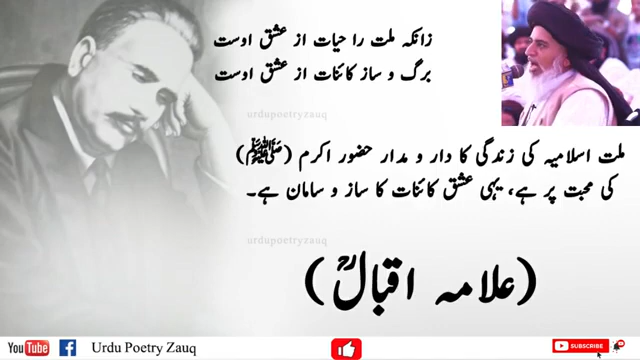 زانکہ ملت را حیات از عشق اوست
برگ و ساز کائنات از عشق اوست
urdupoetryzauq
ملت اسلامیہ کی زندگی کا دار و مدار حضور اکرم (ﷺ)
کی محبت پر ہے، یہی عشق کائنات کا ساز و سامان ہے۔
urdupoetryzauq
(علامہ اقبالؒ)
YouTube f Urdu Poetry Zauq SUBSCRIBE